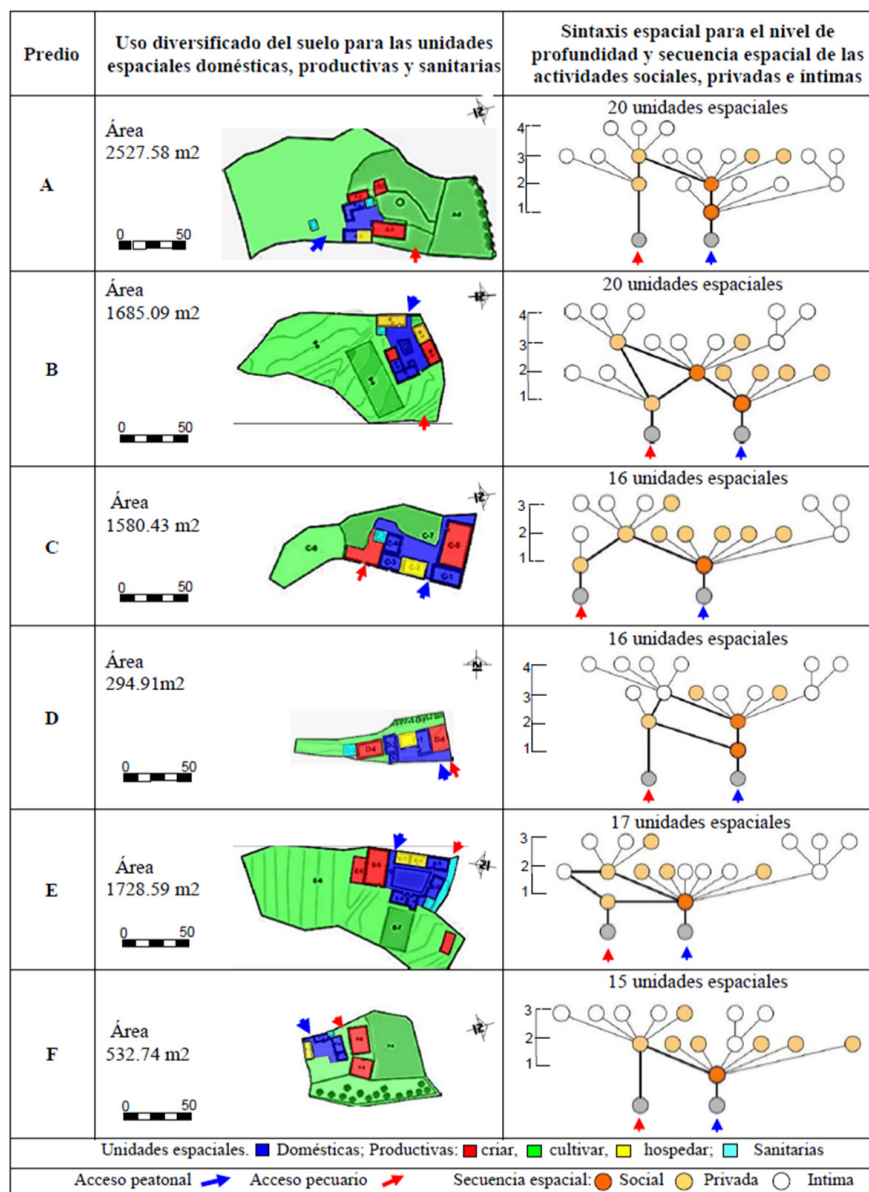 Predio
Uso diversificado del suelo para las unidades
espaciales domésticas, productivas y sanitarias
Sintaxis espacial para el nivel de
profundidad y secuencia espacial de las
actividades sociales, privadas e íntimas
A
Área
2527.58 m2
0 50
20 unidades espaciales
4
3
2
1
B
Área
1685.09 m2
0 50
20 unidades espaciales
4
3
2
1
C
Área
1580.43 m2
0 50
C-6
C-7
C-5
C-1
16 unidades espaciales
3
2
1
D
Área
294.91m2
0 50
16 unidades espaciales
4
3
2
1
E
Área
1728.59 m2
0 50
17 unidades espaciales
3
2
1
F
Área
532.74 m2
0 50
15 unidades espaciales
3
2
1
Unidades espaciales. Domésticas; Productivas: criar, cultivar, hospedar; Sanitarias
Acceso peatonal Acceso pecuario Secuencia espacial: Social Privada Intima